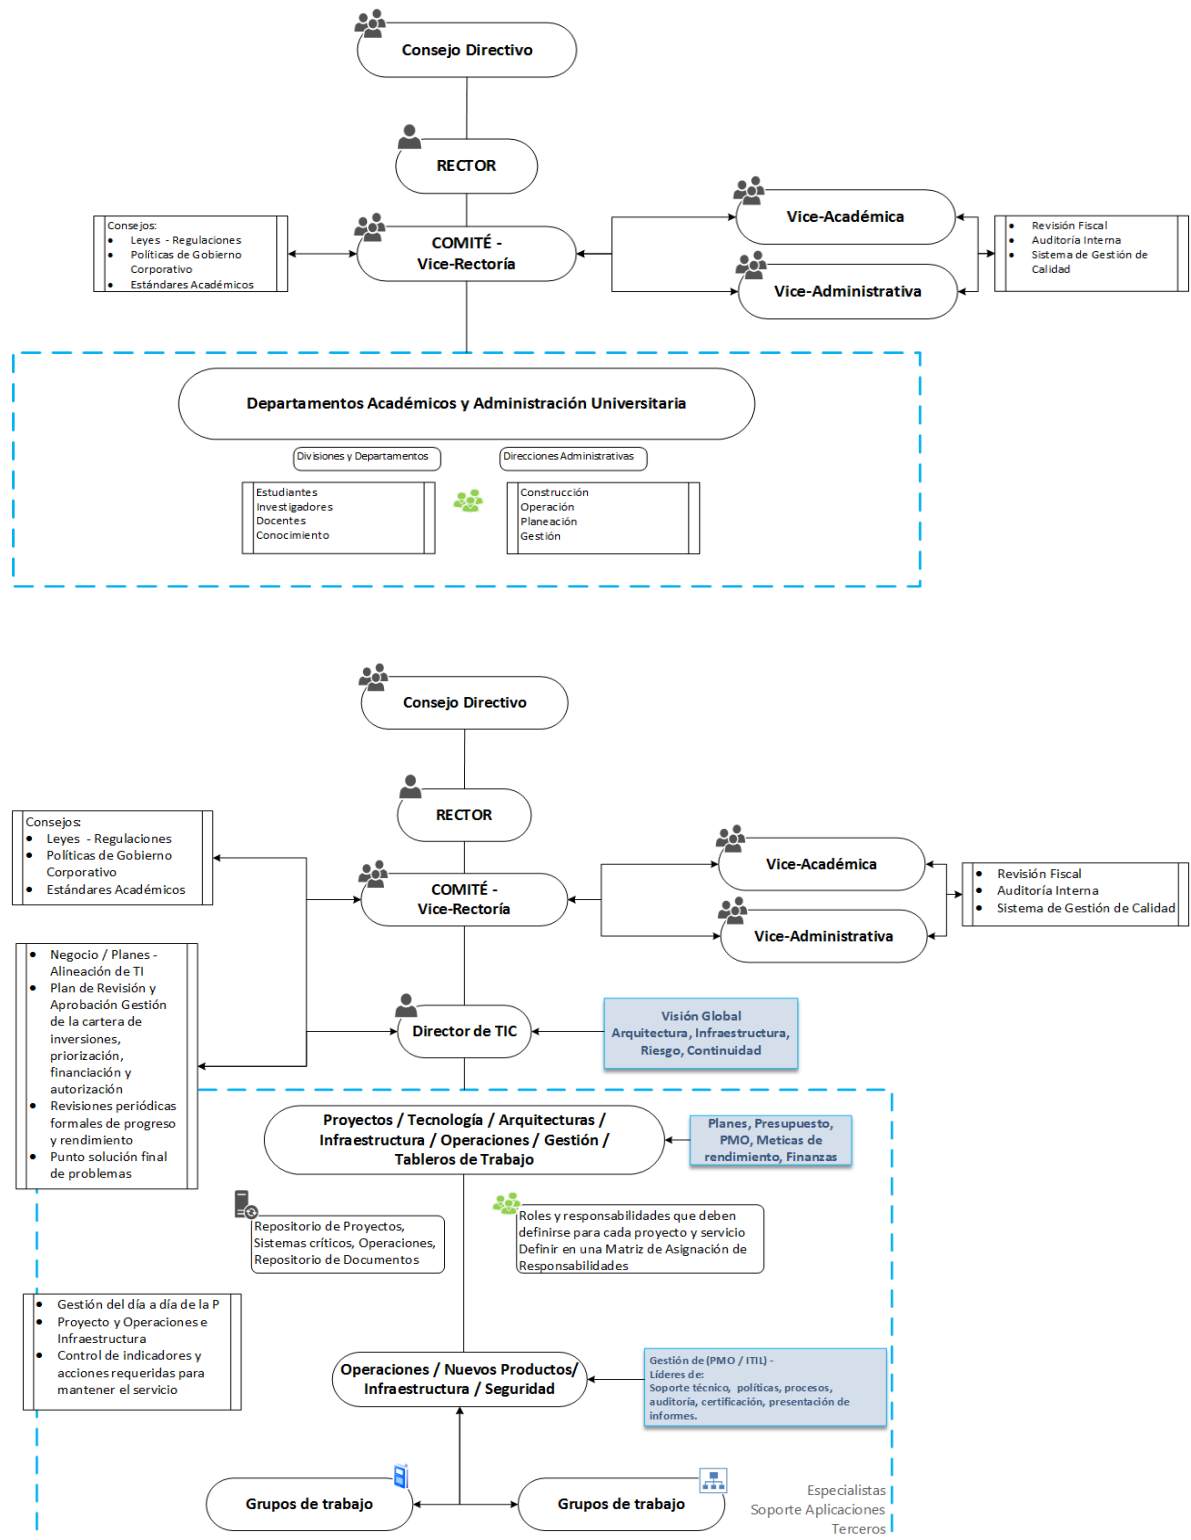 Consejo Directivo
RECTOR
COMITÉ -
Vice-Rectoría
Consejos:
● Leyes - Regulaciones
● Políticas de Gobierno
Corporativo
● Estándares Académicos
Vice-Académica
Vice-Administrativa
● Revisión Fiscal
● Auditoría Interna
● Sistema de Gestión de
Calidad
Departamentos Académicos y Administración Universitaria
Divisiones y Departamentos
Direcciones Administrativas
Estudiantes
Investigadores
Docentes
Conocimiento
Construcción
Operación
Planeación
Gestión
Consejo Directivo
RECTOR
Consejos:
● Leyes - Regulaciones
● Políticas de Gobierno
Corporativo
● Estándares Académicos
COMITÉ -
Vice-Rectoría
Vice-Académica
Vice-Administrativa
● Revisión Fiscal
● Auditoría Interna
● Sistema de Gestión de Calidad
● Negocio / Planes -
Alineación de TI
● Plan de Revisión y
Aprobación Gestión
de la cartera de
inversiones,
priorización,
financiación y
autorización
● Revisiones periódicas
formales de progreso
y rendimiento
● Punto solución final
de problemas
Director de TIC
Visión Global
Arquitectura, Infraestructura,
Riesgo, Continuidad
Proyectos / Tecnología / Arquitecturas /
Infraestructura / Operaciones / Gestión /
Tableros de Trabajo
Planes, Presupuesto,
PMO, Meticas de
rendimiento, Finanzas
Repositorio de Proyectos,
Sistemas críticos, Operaciones,
Repositorio de Documentos
Roles y responsabilidades que deben
definirse para cada proyecto y servicio
Definir en una Matriz de Asignación de
Responsabilidades
● Gestión del día a día de la P
● Proyecto y Operaciones e
Infraestructura
● Control de indicadores y
acciones requeridas para
mantener el servicio
Operaciones / Nuevos Productos/
Infraestructura / Seguridad
Gestión de (PMO / ITIL) -
Líderes de:
Soporte técnico, políticas, procesos,
auditoría, certificación, presentación de
informes.
Grupos de trabajo
Grupos de trabajo
Especialistas
Soporte Aplicaciones
Terceros